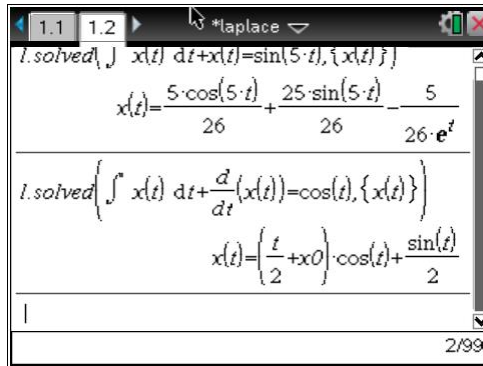 1.1 1.2 *laplace
l.solved(∫ x(t) dt+x(t)=sin(5·t),{x(t)})
x(t)=5·cos(5·t)/26+25·sin(5·t)/26-5/26·e^t
l.solved(∫" x(t) dt+d/dt(x(t))=cos(t),{x(t)})
x(t)=(t/2+x0)·cos(t)+sin(t)/2
2/99